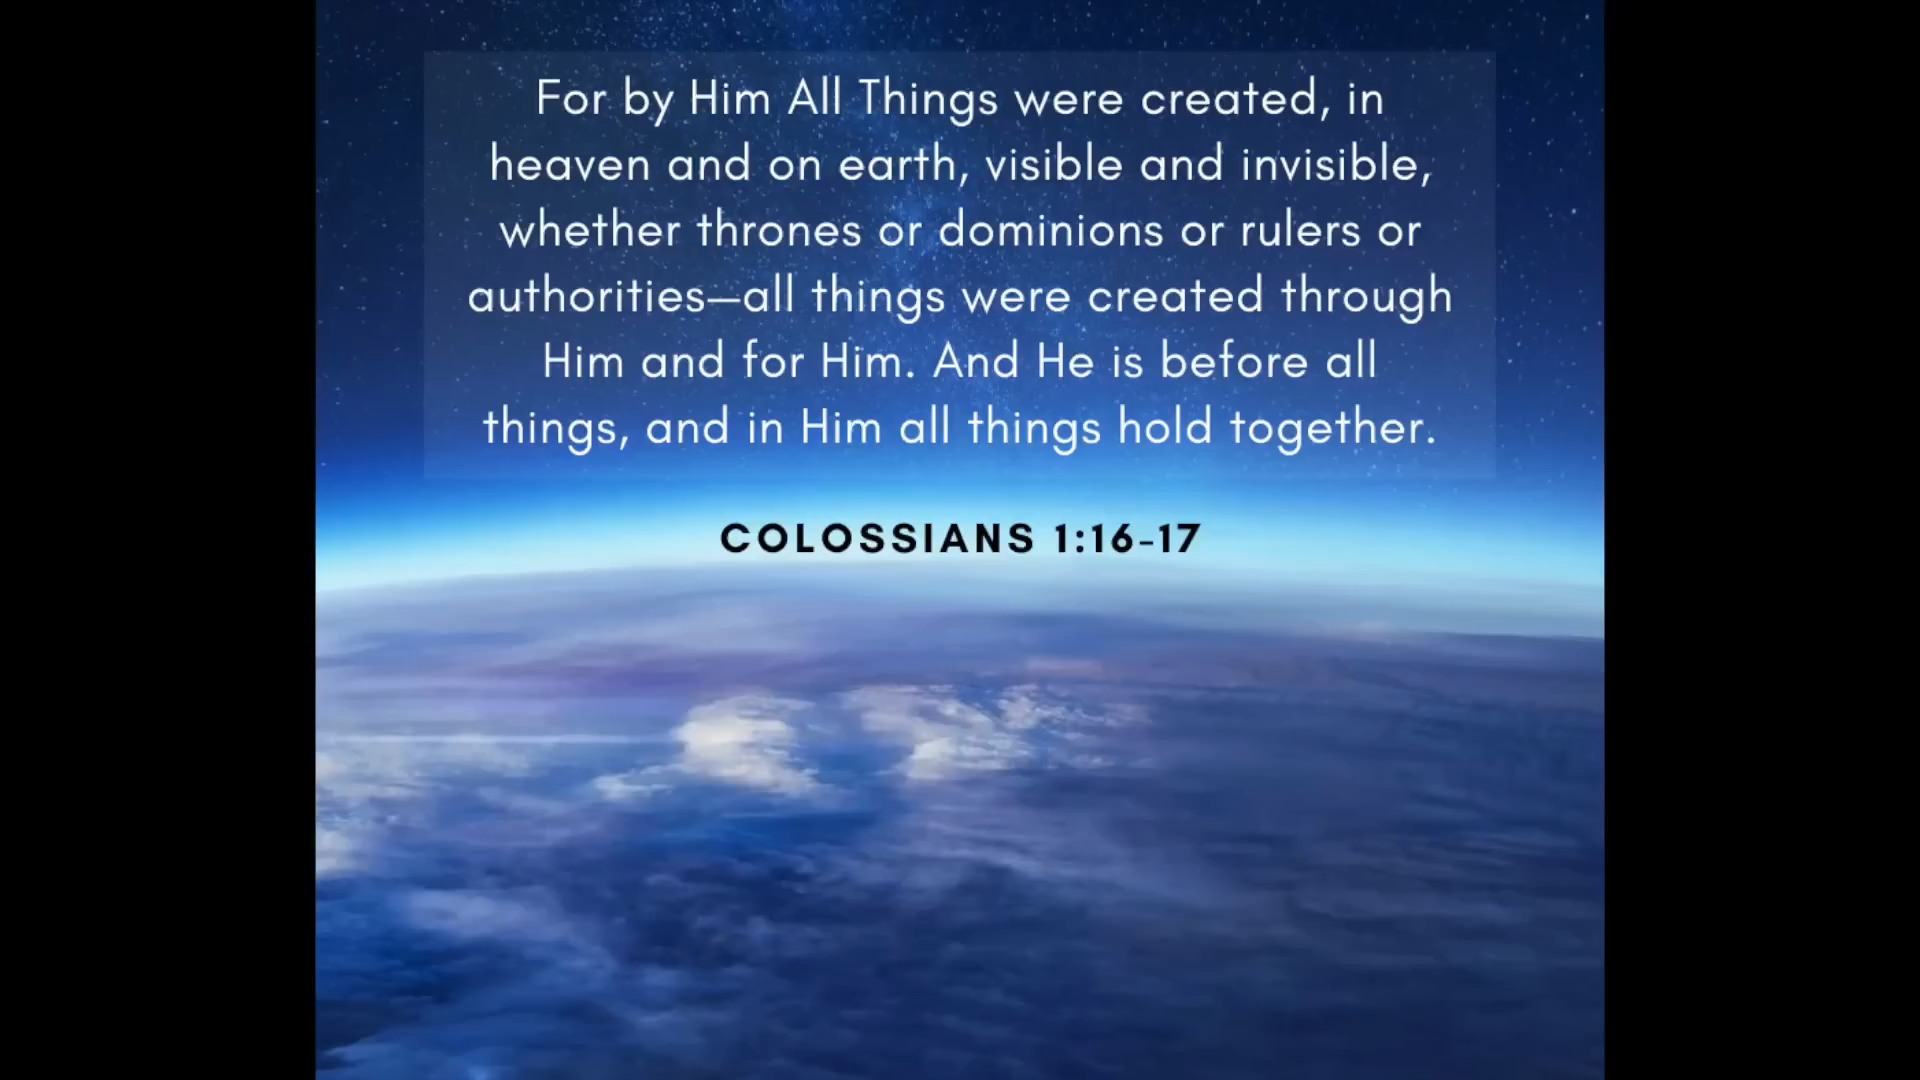 For by Him All Things were created, in
heaven and on earth, visible and invisible,
whether thrones or dominions or rulers or
authorities—all things were created through
Him and for Him. And He is before all
things, and in Him all things hold together.
COLOSSIANS 1:16-17